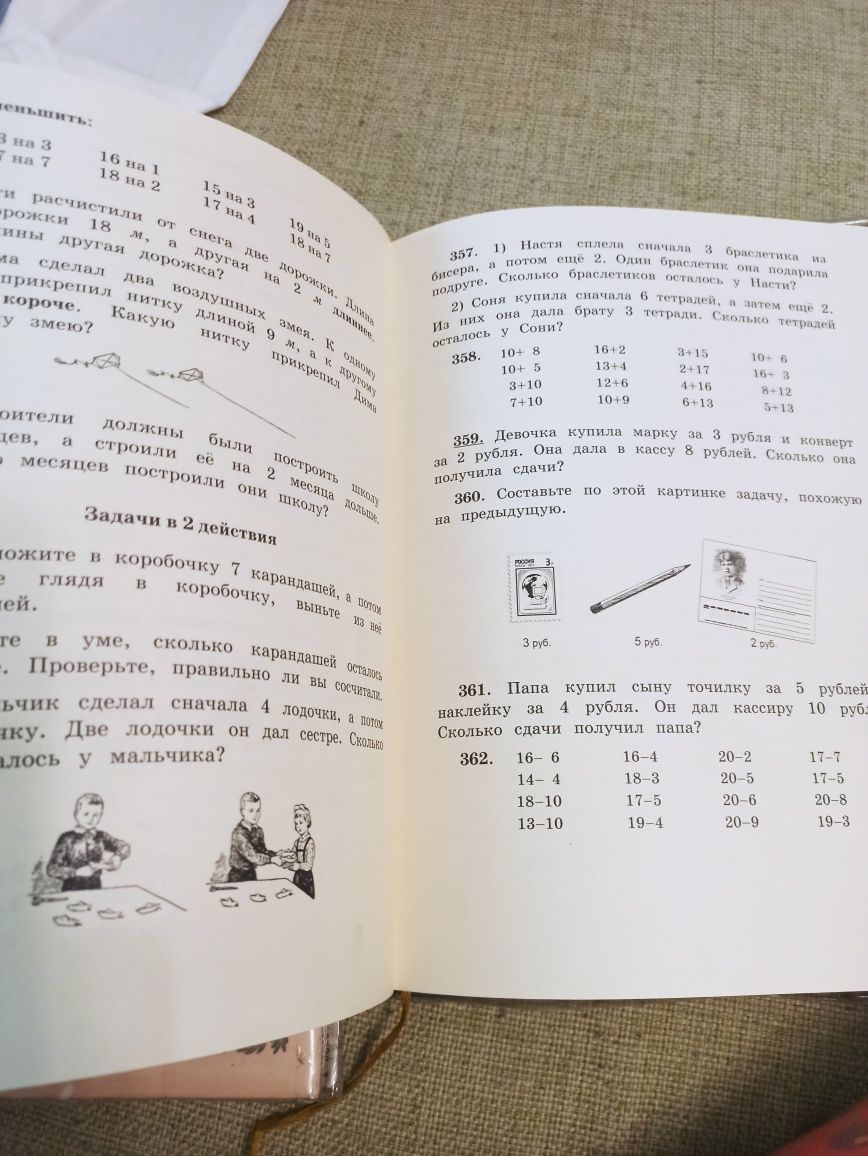 меньшить:
на 3 16 на 1 15 на 3 19 на 5
7 на 7 18 на 2 17 на 4 18 на 7
расчистили от снега две дорожки. Длина
дорожки 18 м, а другая на 2 м длиннее.
другая дорожка?
сделал два воздушных змея. К одному
прикрепил нитку длиной 9 м, а к другому
короче. Какую нитку прикрепил Дима
змею?
должны были построить школу
а строили её на 2 месяца дольше.
месяцев построили они школу?
Задачи в 2 действия
в коробочку 7 карандашей, а потом
глядя в коробочку, выньте из неё
в уме, сколько карандашей осталось
Проверьте, правильно ли вы сосчитали.
сделал сначала 4 лодочки, а потом
Две лодочки он дал сестре. Сколько
у мальчика?
357. 1) Настя сплела сначала 3 браслетика из
бисера, а потом ещё 2. Один браслетик она подарила
подруге. Сколько браслетиков осталось у Насти?
2) Соня купила сначала 6 тетрадей, а затем ещё 2.
Из них она дала брату 3 тетради. Сколько тетрадей
осталось у Сони?
358. 10+ 8 16+2 3+15 10+ 6
10+ 5 13+4 2+17 16+ 3
3+10 12+6 4+16 8+12
7+10 10+9 6+13 5+13
359. Девочка купила марку за 3 рубля и конверт
за 2 рубля. Она дала в кассу 8 рублей. Сколько она
получила сдачи?
360. Составьте по этой картинке задачу, похожую
на предыдущую.
РОССИЯ 3
3 руб. 5 руб. 2 руб.
361. Папа купил сыну точилку за 5 рублей
наклейку за 4 рубля. Он дал кассиру 10 рубл
Сколько сдачи получил папа?
362. 16– 6 16–4 20–2 17–7
14– 4 18–3 20–5 17–5
18–10 17–5 20–6 20–8
13–10 19–4 20–9 19–3